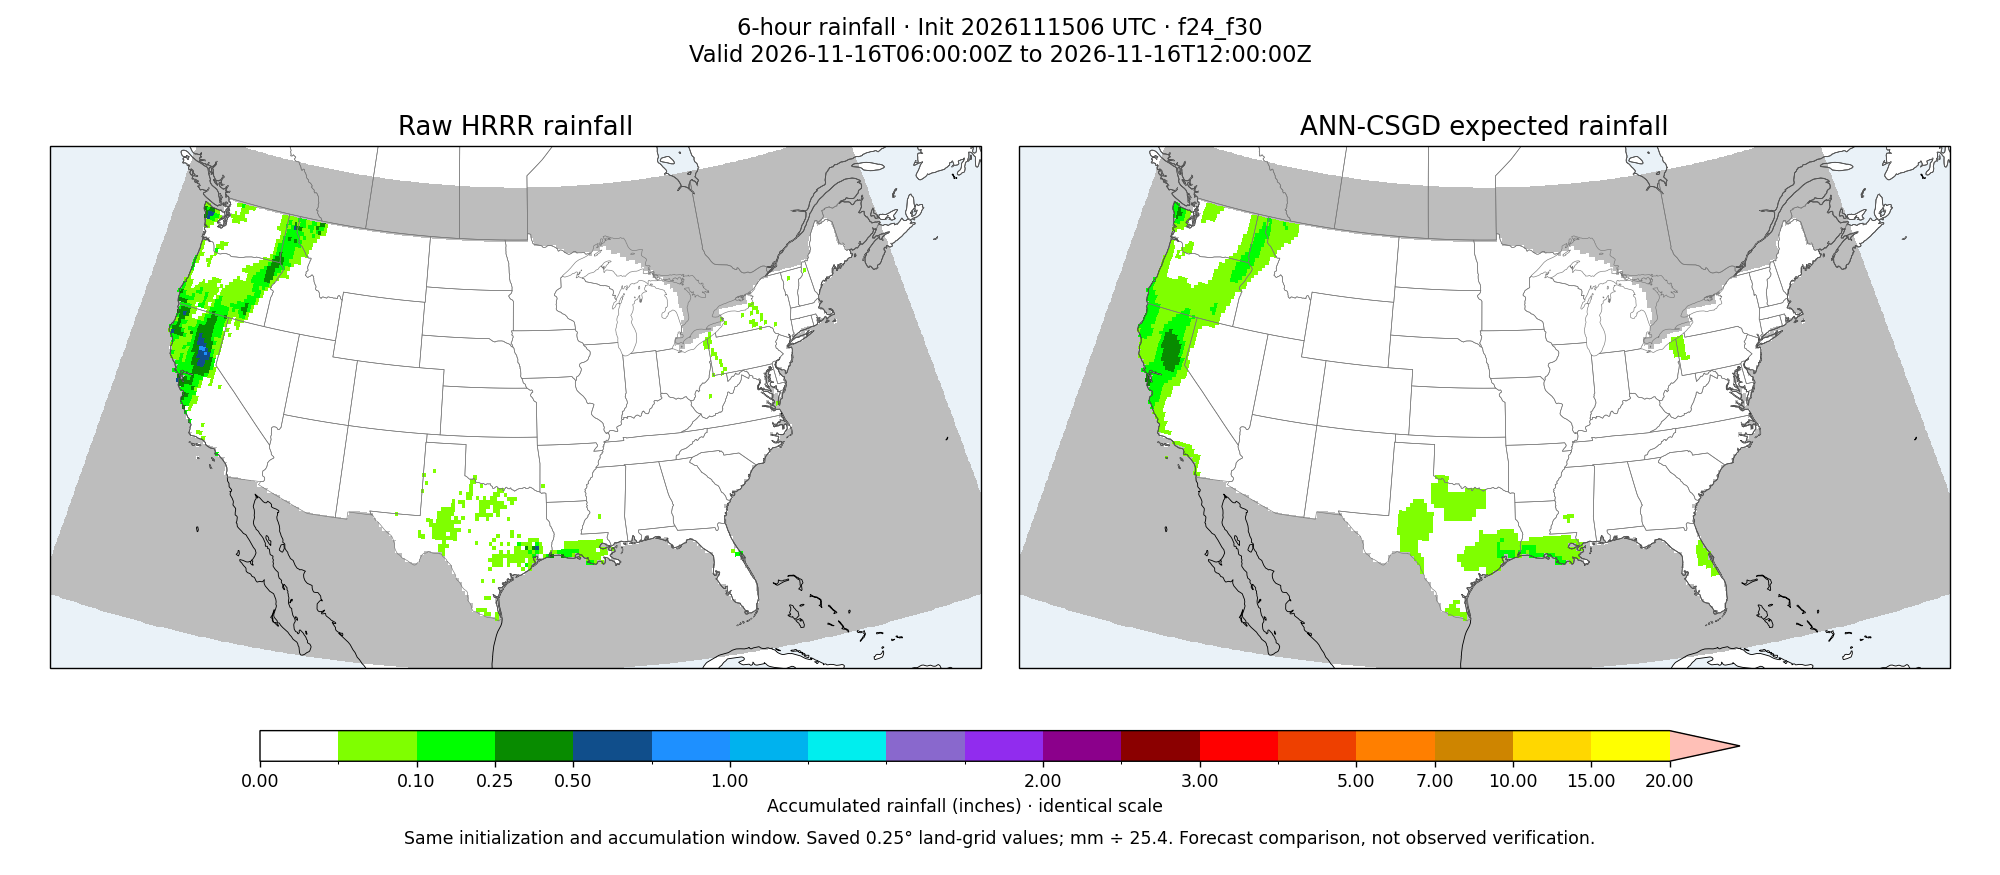 6-hour rainfall · Init 2026111506 UTC · f24_f30
Valid 2026-11-16T06:00:00Z to 2026-11-16T12:00:00Z
Raw HRRR rainfall
ANN-CSGD expected rainfall
0.00 0.10 0.25 0.50 1.00 2.00 3.00 5.00 7.00 10.00 15.00 20.00
Accumulated rainfall (inches) · identical scale
Same initialization and accumulation window. Saved 0.25° land-grid values; mm ÷ 25.4. Forecast comparison, not observed verification.